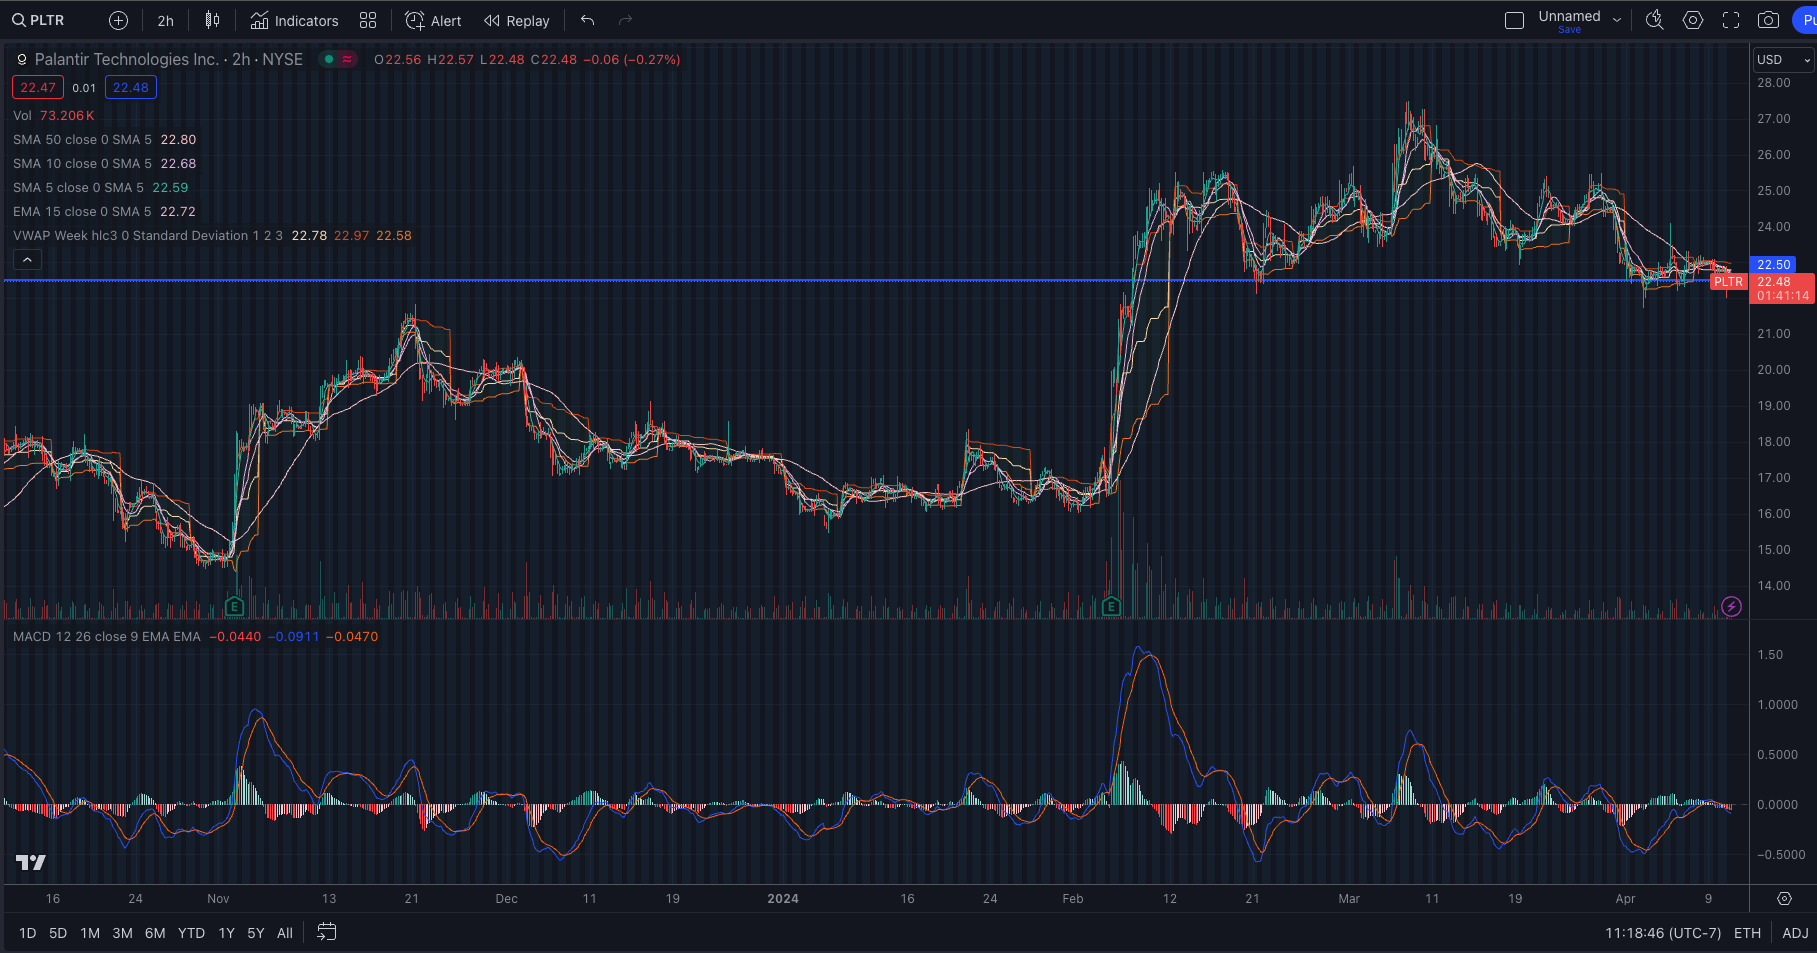 PLTR 2h Indicators Alert Replay Unnamed Save Pu
Palantir Technologies Inc. · 2h · NYSE O22.56 H22.57 L22.48 C22.48 −0.06 (−0.27%)
USD
22.47 0.01 22.48
Vol 73.206K
SMA 50 close 0 SMA 5 22.80
SMA 10 close 0 SMA 5 22.68
SMA 5 close 0 SMA 5 22.59
EMA 15 close 0 SMA 5 22.72
VWAP Week hlc3 0 Standard Deviation 1 2 3 22.78 22.97 22.58
28.00
27.00
26.00
25.00
24.00
22.50
PLTR 22.48
01:41:14
21.00
20.00
19.00
18.00
17.00
16.00
15.00
14.00
E E
MACD 12 26 close 9 EMA EMA −0.0440 −0.0911 −0.0470
1.50
1.0000
0.5000
0.0000
−0.5000
16 24 Nov 13 21 Dec 11 19 2024 16 24 Feb 12 21 Mar 11 19 Apr 9
1D 5D 1M 3M 6M YTD 1Y 5Y All 11:18:46 (UTC-7) ETH ADJ